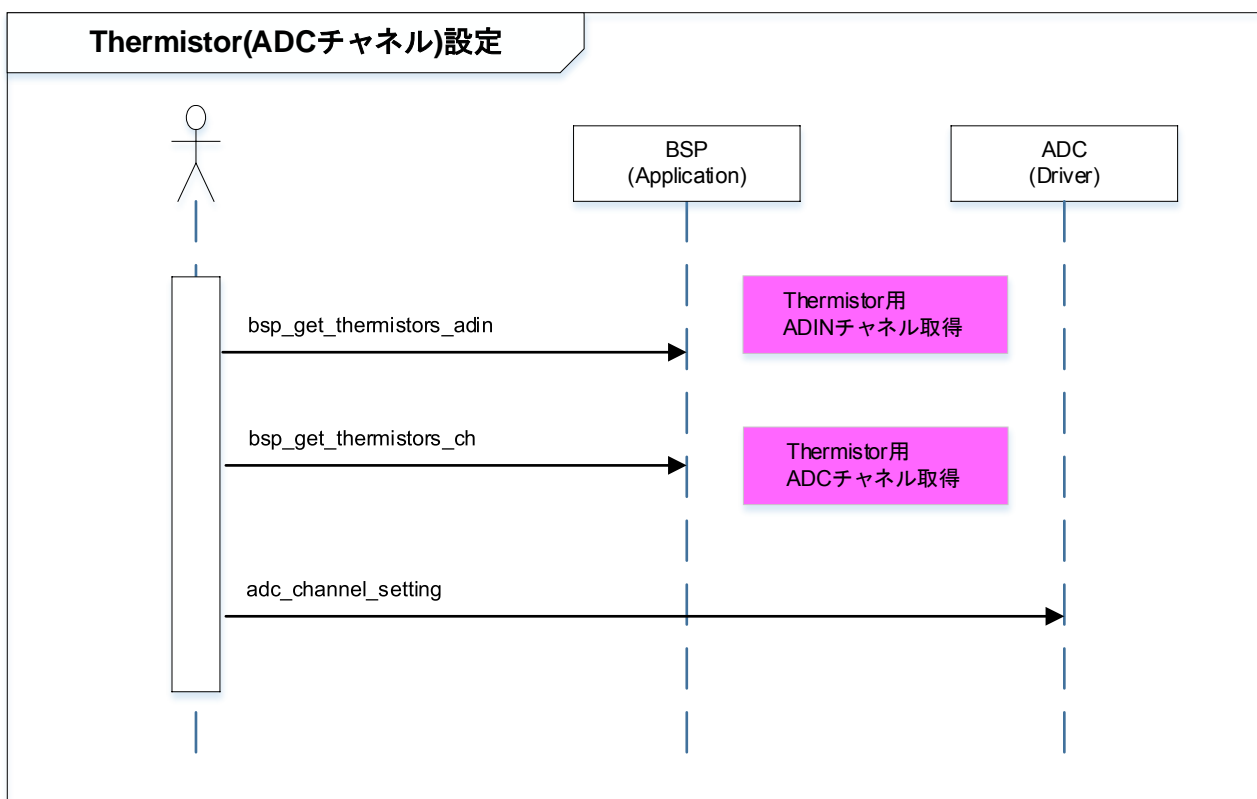 Thermistor(ADCチャネル)設定
BSP
(Application)
ADC
(Driver)
bsp_get_thermistors_adin
Thermistor用
ADINチャネル取得
bsp_get_thermistors_ch
Thermistor用
ADCチャネル取得
adc_channel_setting